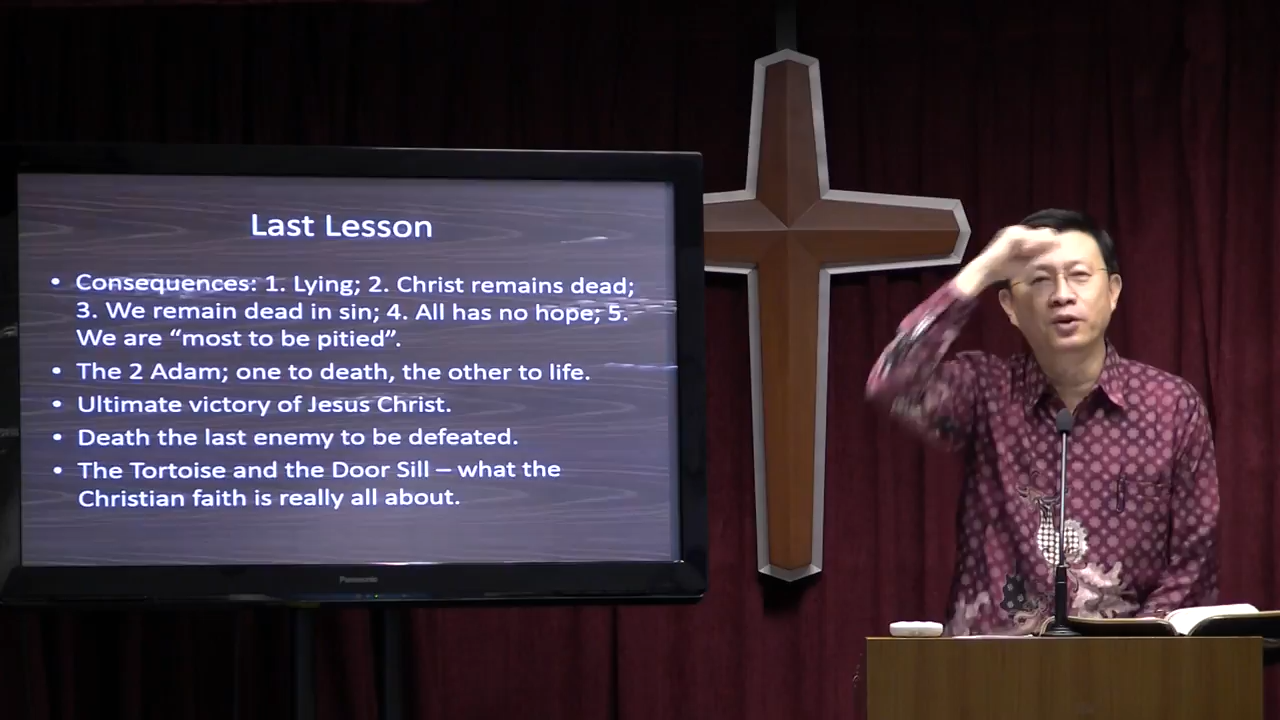 Last Lesson
• Consequences: 1. Lying; 2. Christ remains dead;
3. We remain dead in sin; 4. All has no hope; 5.
We are “most to be pitied”.
• The 2 Adam; one to death, the other to life.
• Ultimate victory of Jesus Christ.
• Death the last enemy to be defeated.
• The Tortoise and the Door Sill – what the
Christian faith is really all about.
Panasonic